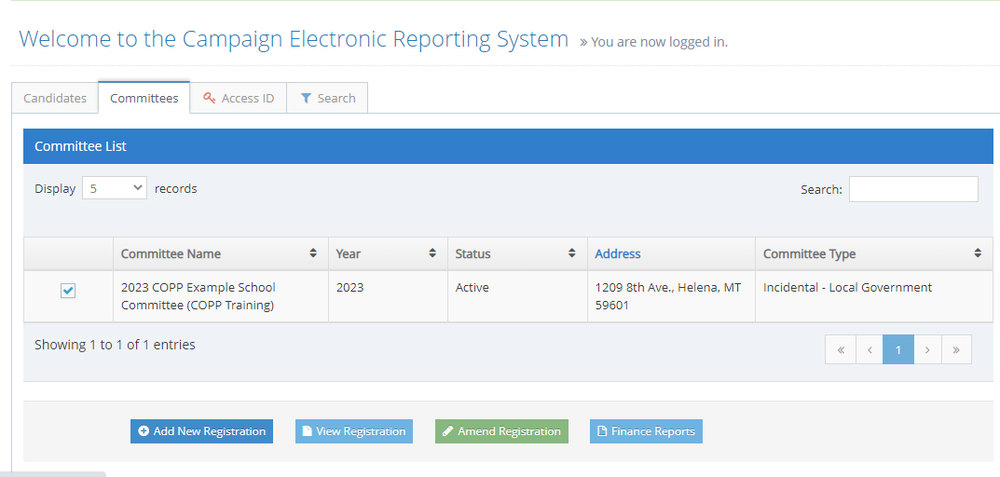 Welcome to the Campaign Electronic Reporting System » You are now logged in.
Candidates Committees Access ID Search
Committee List
Display 5 records Search:
Committee Name Year Status Address Committee Type
2023 COPP Example School 2023 Active 1209 8th Ave., Helena, MT Incidental - Local Government
Committee (COPP Training) 59601
Showing 1 to 1 of 1 entries « ‹ 1 › »
Add New Registration View Registration Amend Registration Finance Reports